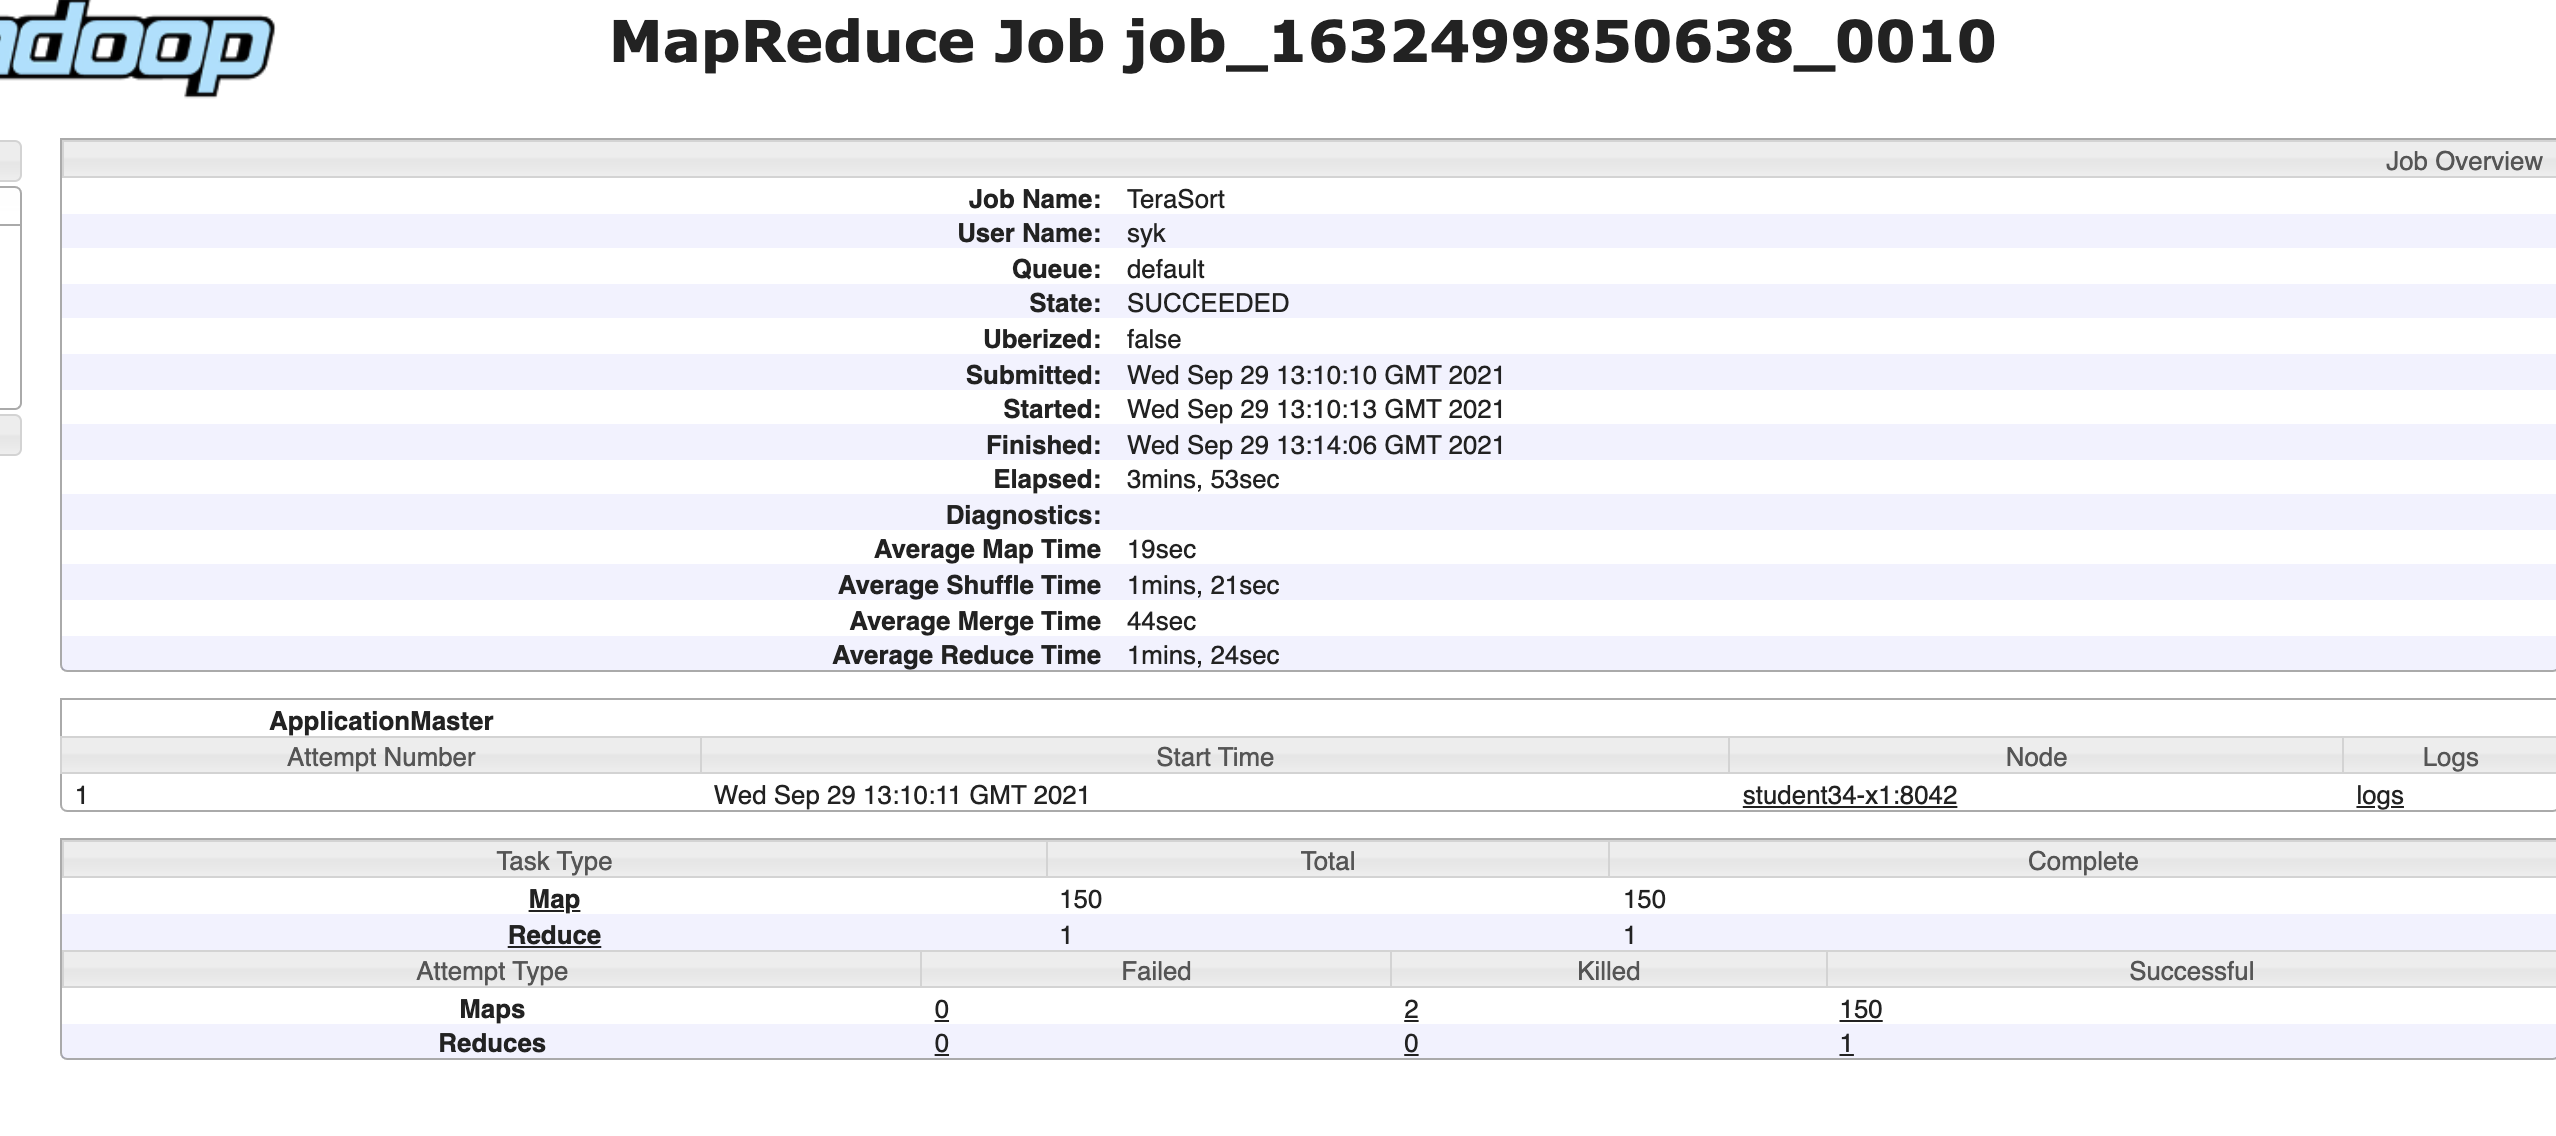 adoop
MapReduce Job job_1632499850638_0010
Job Overview
Job Name: TeraSort
User Name: syk
Queue: default
State: SUCCEEDED
Uberized: false
Submitted: Wed Sep 29 13:10:10 GMT 2021
Started: Wed Sep 29 13:10:13 GMT 2021
Finished: Wed Sep 29 13:14:06 GMT 2021
Elapsed: 3mins, 53sec
Diagnostics:
Average Map Time 19sec
Average Shuffle Time 1mins, 21sec
Average Merge Time 44sec
Average Reduce Time 1mins, 24sec
ApplicationMaster
Attempt Number Start Time Node Logs
1 Wed Sep 29 13:10:11 GMT 2021 student34-x1:8042 logs
Task Type Total Complete
Map 150 150
Reduce 1 1
Attempt Type Failed Killed Successful
Maps 0 2 150
Reduces 0 0 1